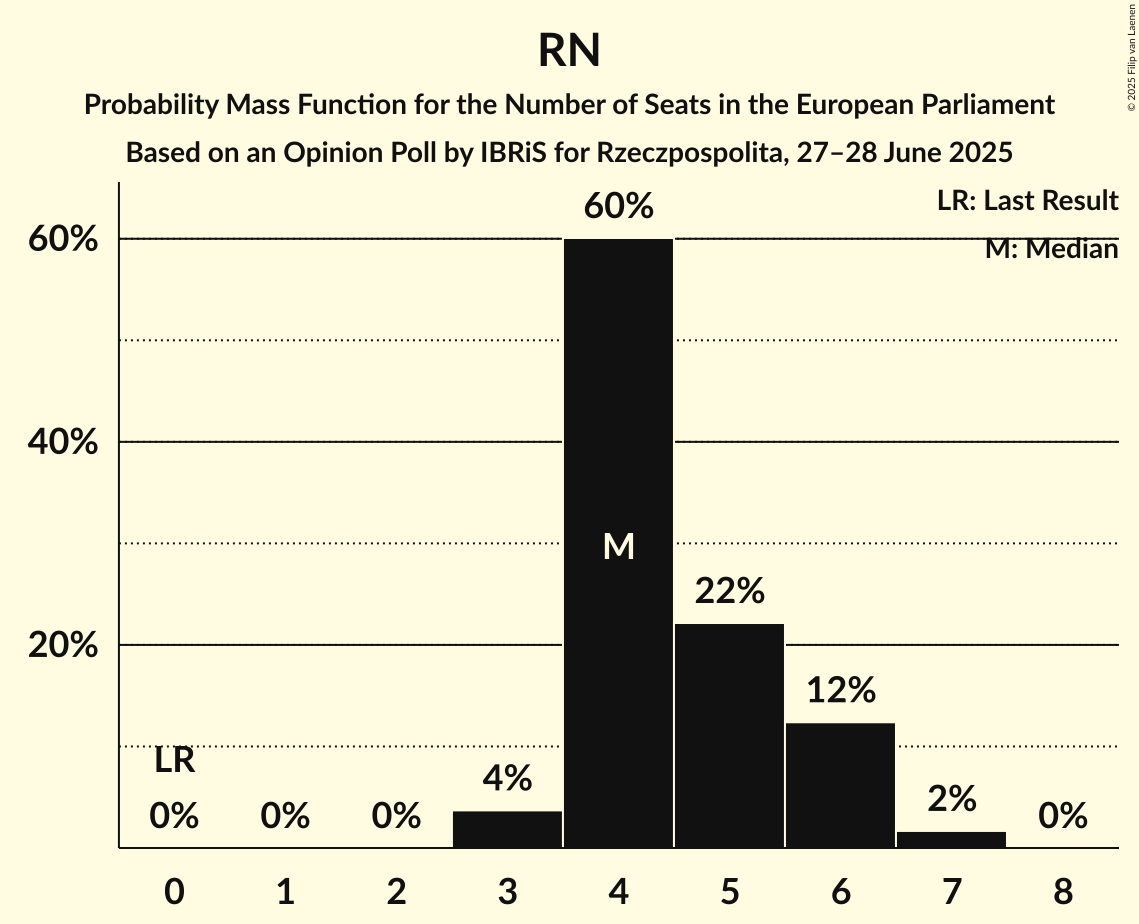 RN
Probability Mass Function for the Number of Seats in the European Parliament
Based on an Opinion Poll by IBRiS for Rzeczpospolita, 27–28 June 2025
© 2025 Filip van Laenen
LR: Last Result
M: Median
60%
40%
20%
LR
0%
0%
0%
4%
60%
M
22%
12%
2%
0%
0 1 2 3 4 5 6 7 8